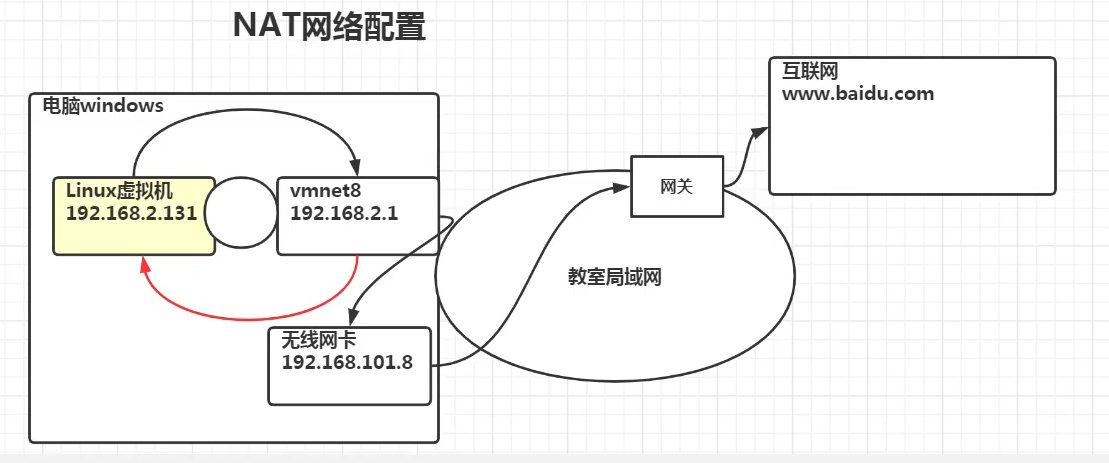 NAT网络配置
电脑windows
Linux虚拟机
192.168.2.131
vmnet8
192.168.2.1
无线网卡
192.168.101.8
网关
教室局域网
互联网
www.baidu.com